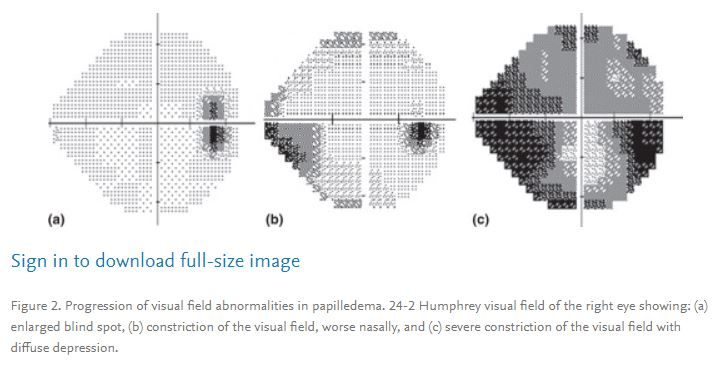 (a)
(b)
(c)
Sign in to download full-size image
Figure 2. Progression of visual field abnormalities in papilledema. 24-2 Humphrey visual field of the right eye showing: (a)
enlarged blind spot, (b) constriction of the visual field, worse nasally, and (c) severe constriction of the visual field with
diffuse depression.